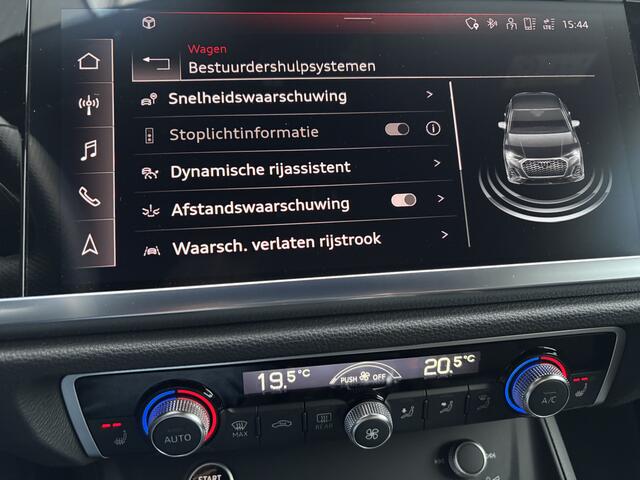 LTE 15:44
Wagen
Bestuurdershulpsystemen
Snelheidswaarschuwing
Stoplichtinformatie
Dynamische rijassistent
Afstandswaarschuwing
Waarsch. verlaten rijstrook
19.5°C
PUSH OFF
20.5°C
AUTO
MAX
REAR
A/C
START